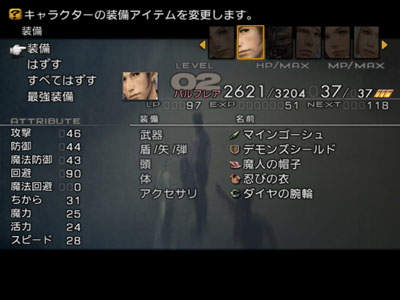 キャラクターの装備アイテムを変更します。
装備
装備
はずす
すべてはずす
最強装備
LEVEL HP/MAX MP/MAX
02 2621/3204 37/37
バルフレア
LP 97 EXP 51 NEXT 118
ATTRIBUTE
攻撃 046
防御 044
魔法防御 043
回避 090
魔法回避 000
ちから 31
魔力 25
活力 24
スピード 28
装備 名前
武器 マインゴーシュ
盾/矢/弾 デモンズシールド
頭 魔人の帽子
体 忍びの衣
アクセサリ ダイヤの腕輪